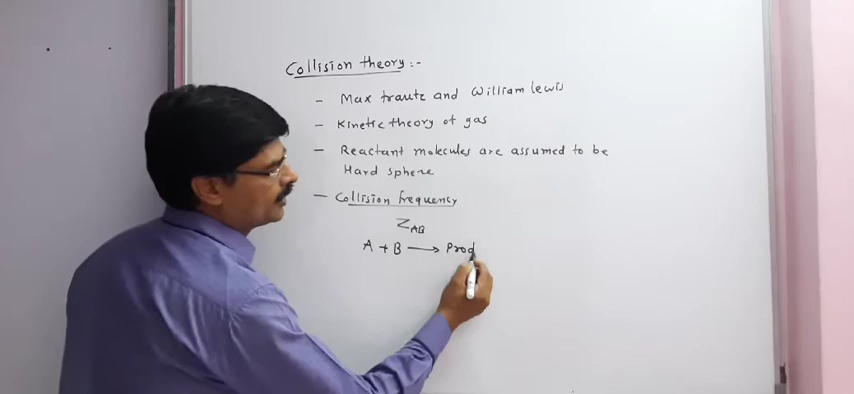 Collision theory :-
- Max trautz and William lewis
- Kinetic theory of gas
- Reactant molecules are assumed to be
Hard sphere
- Collision frequency
Z_AB
A + B → Prod